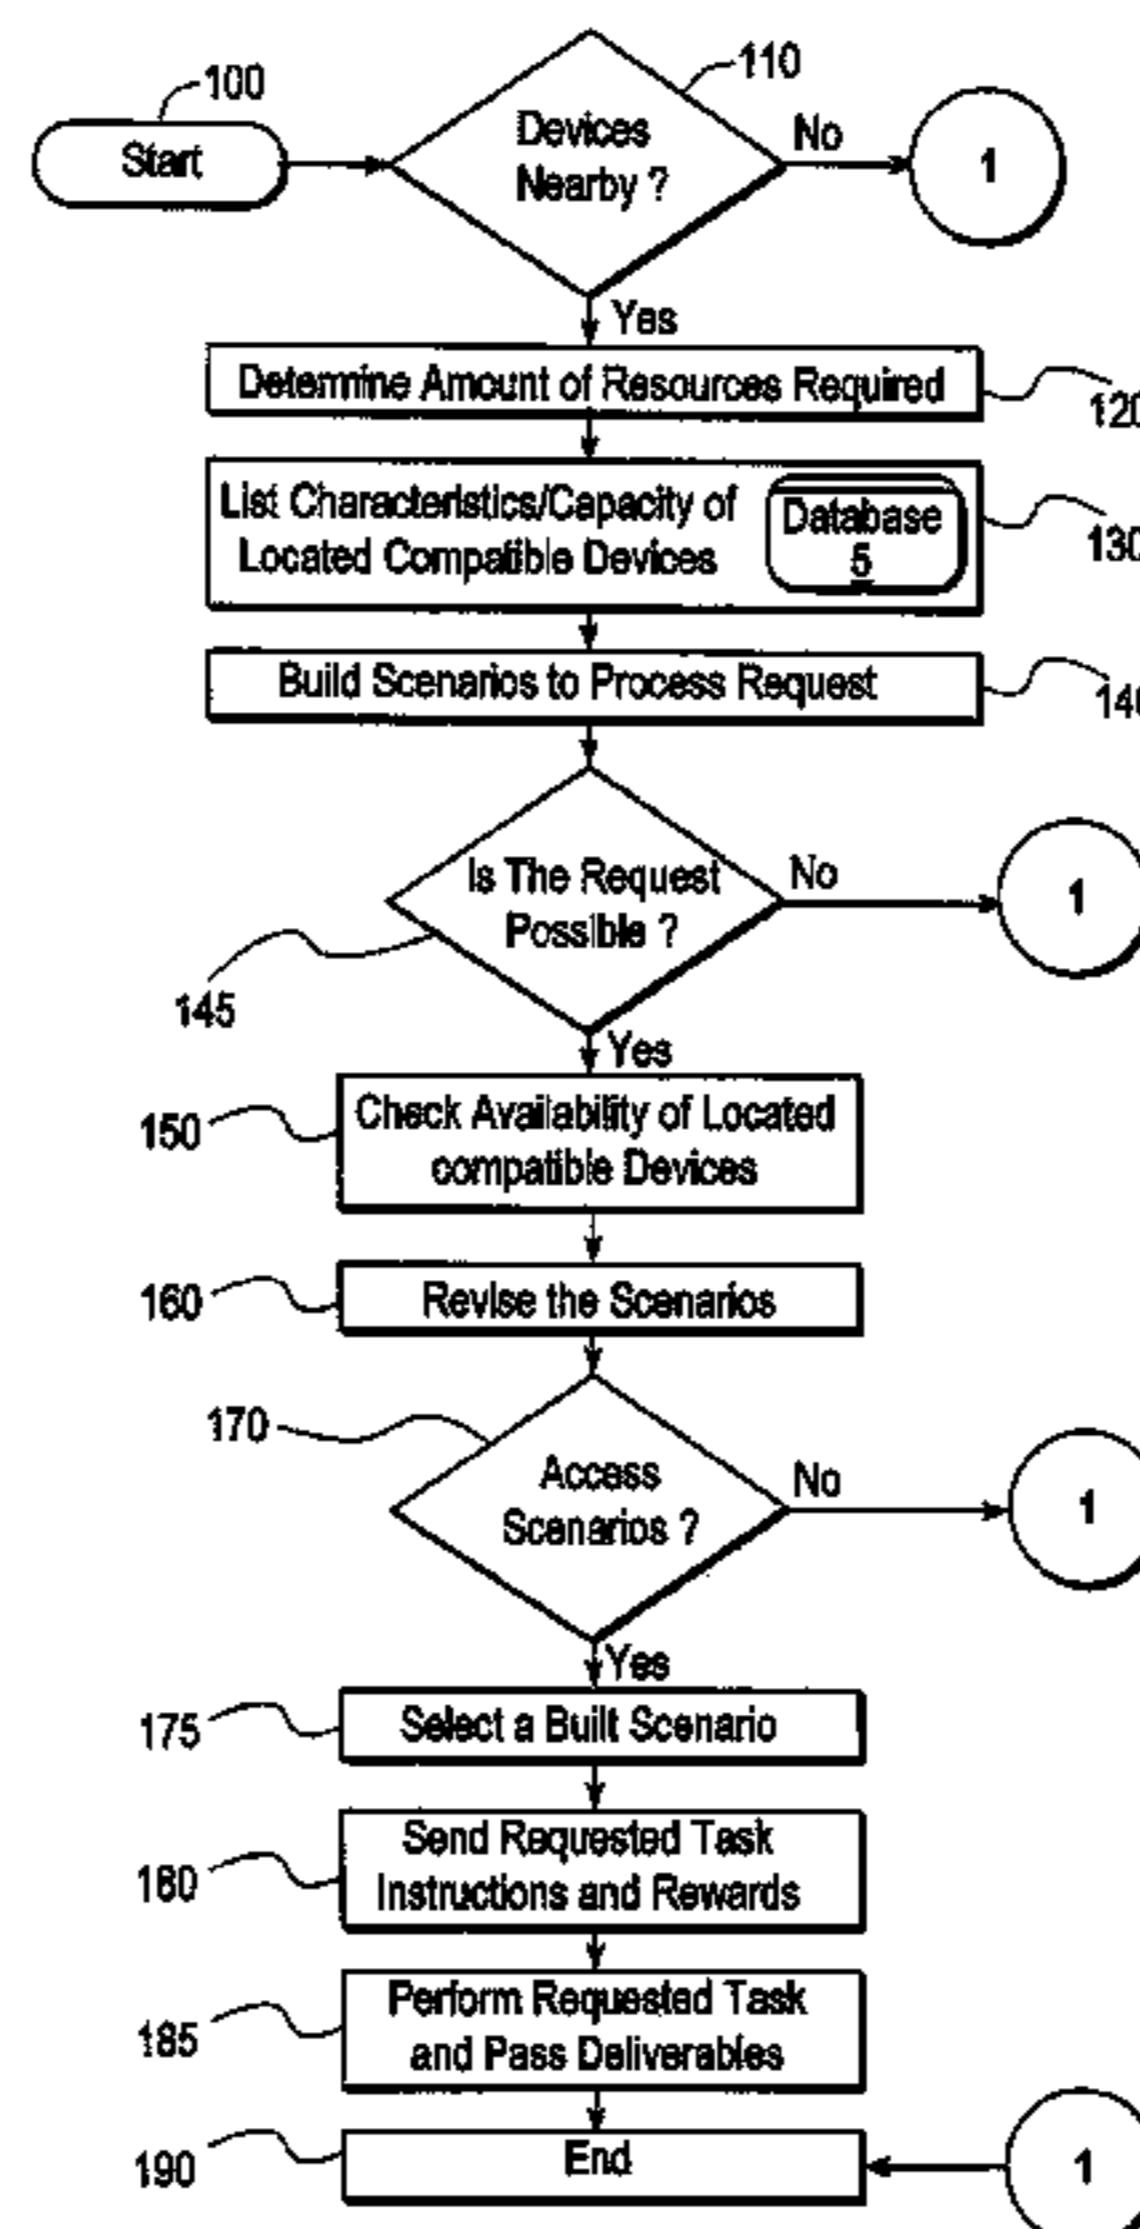 100
110
Start
Devices
Nearby ?
No
1
Yes
Determine Amount of Resources Required
120
List Characteristics/Capacity of
Located Compatible Devices
Database
5
130
Build Scenarios to Process Request
140
Is The Request
Possible ?
No
1
145
Yes
150
Check Availability of Located
compatible Devices
160
Revise the Scenarios
170
Access
Scenarios ?
No
1
Yes
175
Select a Built Scenario
180
Send Requested Task
Instructions and Rewards
185
Perform Requested Task
and Pass Deliverables
190
End
1